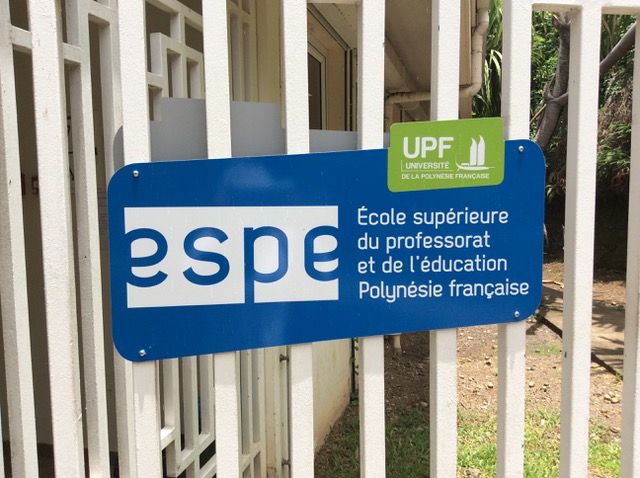 UPF
UNIVERSITÉ
DE LA POLYNÉSIE FRANÇAISE
espe
École supérieure
du professorat
et de l'éducation
Polynésie française